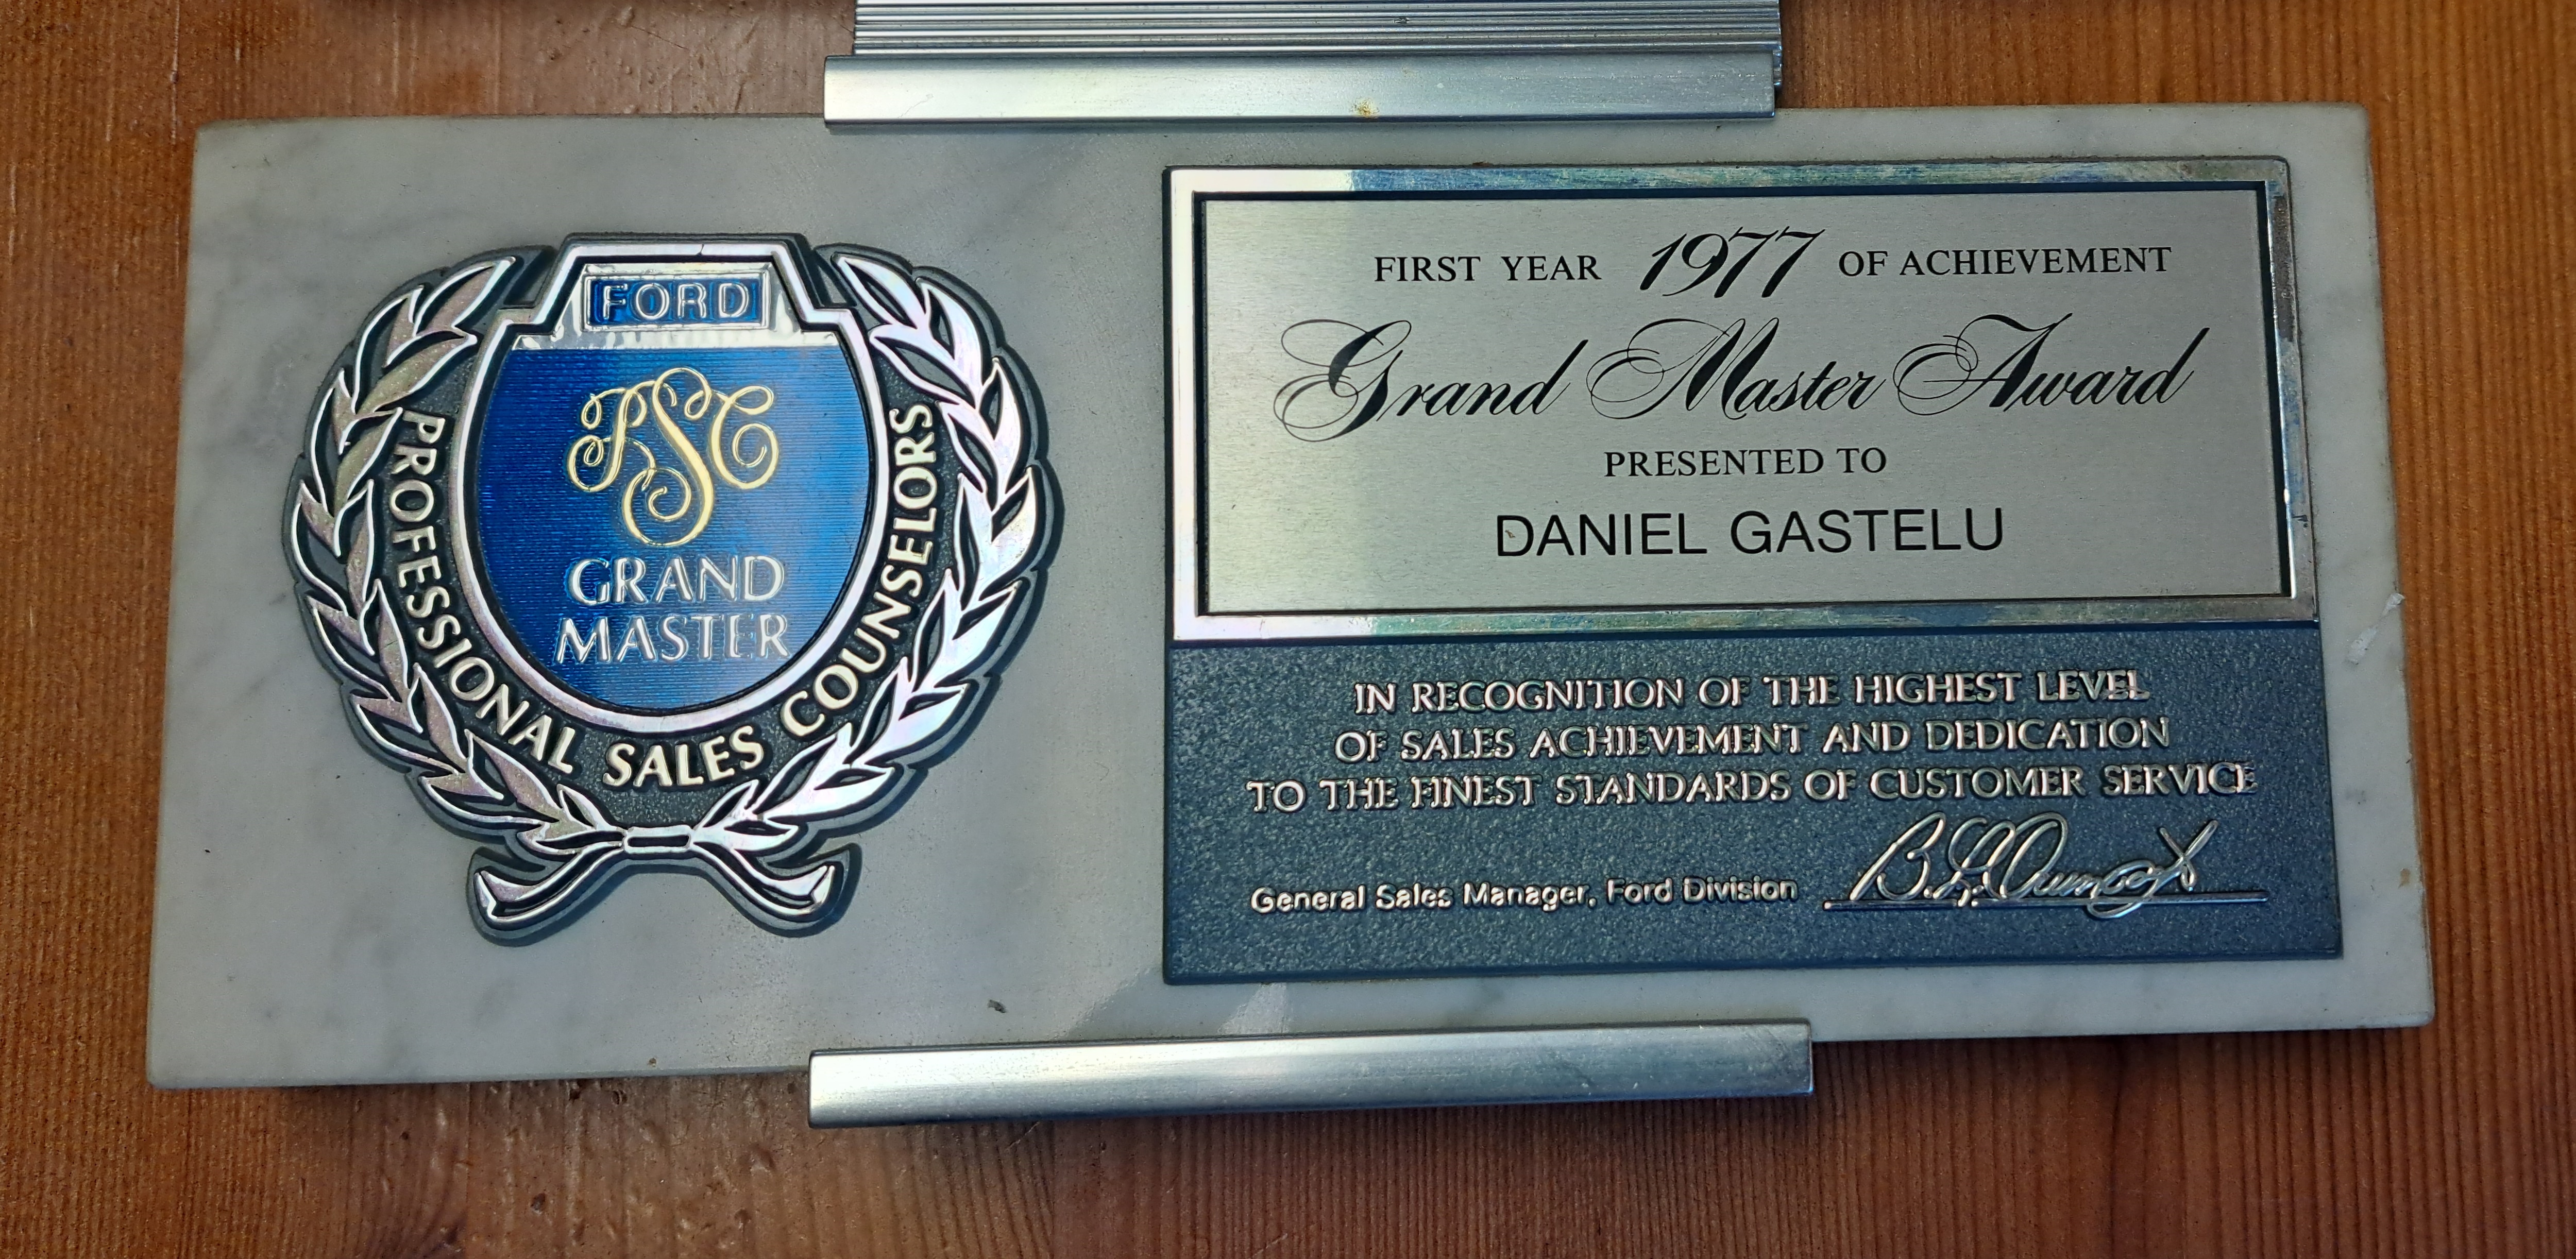 FORD
PSC
GRAND
MASTER
PROFESSIONAL SALES COUNSELORS
FIRST YEAR 1977 OF ACHIEVEMENT
Grand Master Award
PRESENTED TO
DANIEL GASTELU
IN RECOGNITION OF THE HIGHEST LEVEL
OF SALES ACHIEVEMENT AND DEDICATION
TO THE FINEST STANDARDS OF CUSTOMER SERVICE
General Sales Manager, Ford Division